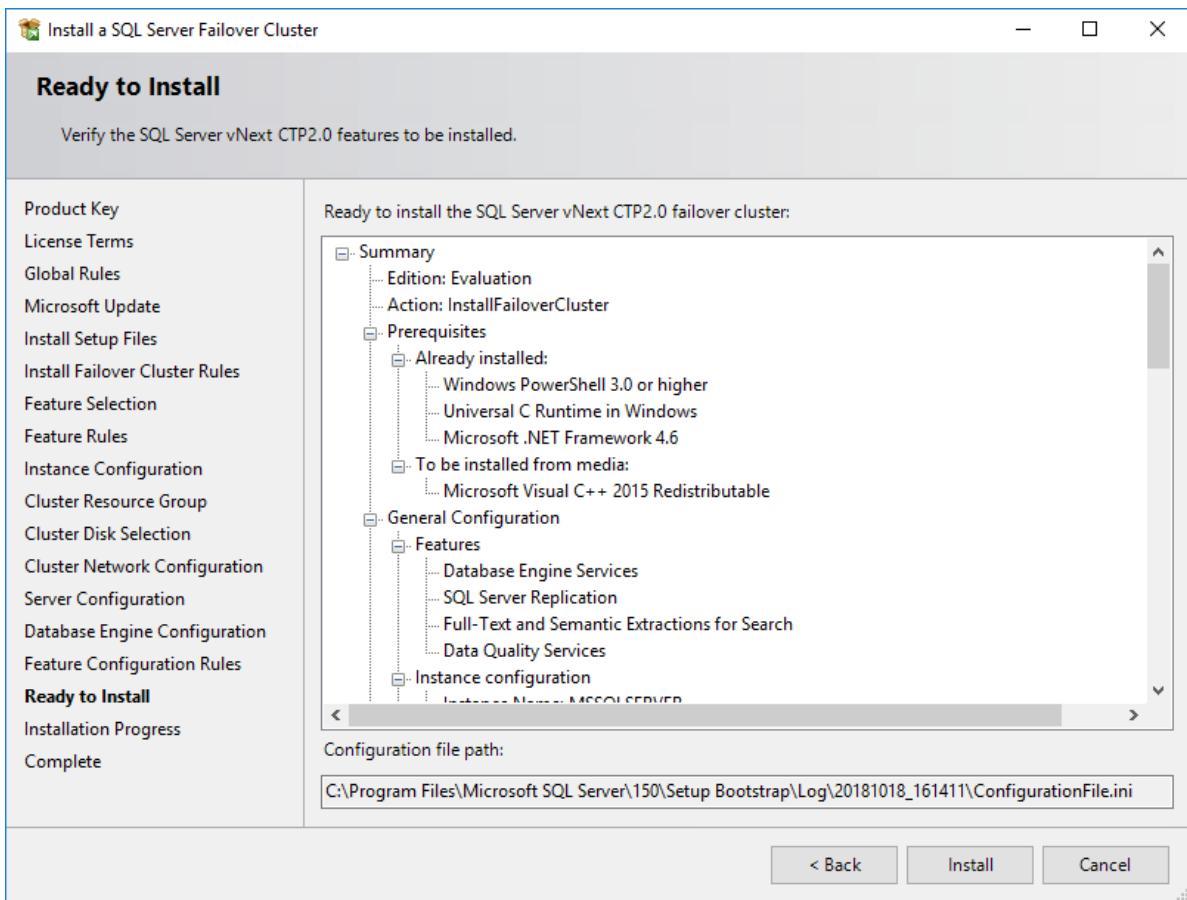 Install a SQL Server Failover Cluster
Ready to Install
Verify the SQL Server vNext CTP2.0 features to be installed.
Product Key
License Terms
Global Rules
Microsoft Update
Install Setup Files
Install Failover Cluster Rules
Feature Selection
Feature Rules
Instance Configuration
Cluster Resource Group
Cluster Disk Selection
Cluster Network Configuration
Server Configuration
Database Engine Configuration
Feature Configuration Rules
Ready to Install
Installation Progress
Complete
Ready to install the SQL Server vNext CTP2.0 failover cluster:
Summary
Edition: Evaluation
Action: InstallFailoverCluster
Prerequisites
Already installed:
Windows PowerShell 3.0 or higher
Universal C Runtime in Windows
Microsoft .NET Framework 4.6
To be installed from media:
Microsoft Visual C++ 2015 Redistributable
General Configuration
Features
Database Engine Services
SQL Server Replication
Full-Text and Semantic Extractions for Search
Data Quality Services
Instance configuration
Instance Name: MSSQLSERVER
Configuration file path:
C:\Program Files\Microsoft SQL Server\150\Setup Bootstrap\Log\20181018_161411\ConfigurationFile.ini
< Back
Install
Cancel